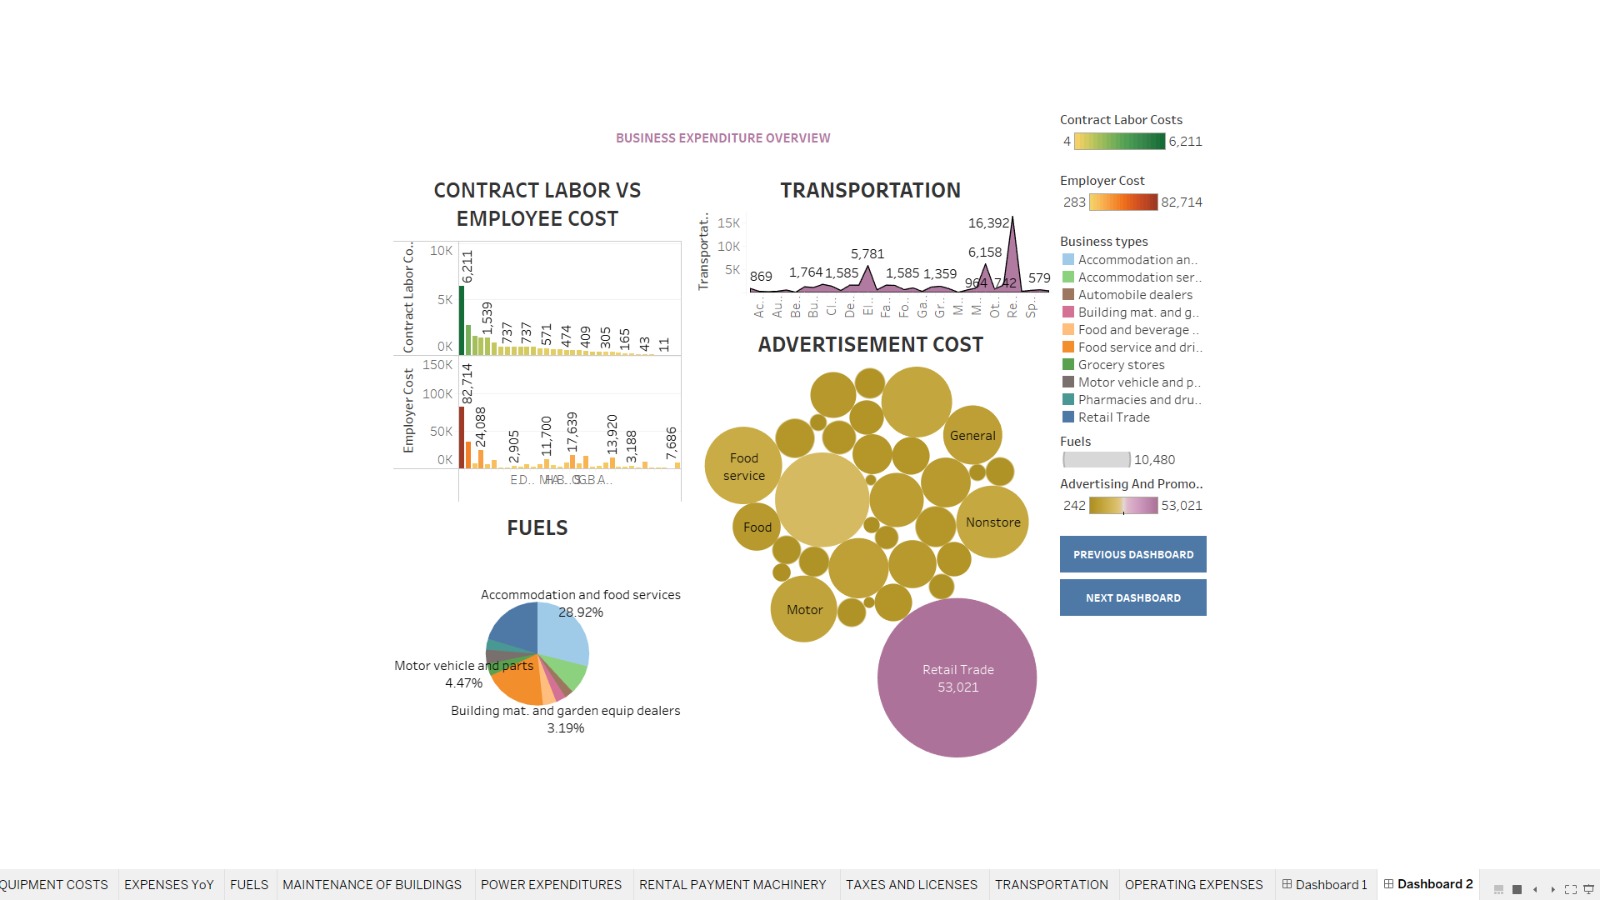 BUSINESS EXPENDITURE OVERVIEW
CONTRACT LABOR VS
EMPLOYEE COST
Contract Labor Co..
10K
5K
0K
6,211
1,539
737
737
571
474
409
305
165
43
11
Employer Cost
150K
100K
50K
0K
82,714
24,088
2,905
11,700
17,639
13,920
3,188
7,686
FUELS
Accommodation and food services
28.92%
Motor vehicle and parts
4.47%
Building mat. and garden equip dealers
3.19%
TRANSPORTATION
Transportat..
15K
10K
5K
869
1,764
1,585
5,781
1,585
1,359
964
6,158
742
16,392
579
Ac..
Au..
Be..
Bu..
Cl..
De..
El..
Fa..
Fo..
Ga..
Gr..
M..
M..
Ot..
Re..
Sp..
ADVERTISEMENT COST
General
Food
service
Nonstore
Food
Motor
Retail Trade
53,021
Contract Labor Costs
4 6,211
Employer Cost
283 82,714
Business types
Accommodation an..
Accommodation ser..
Automobile dealers
Building mat. and g..
Food and beverage ..
Food service and dri..
Grocery stores
Motor vehicle and p..
Pharmacies and dru..
Retail Trade
Fuels
10,480
Advertising And Promo..
242 53,021
PREVIOUS DASHBOARD
NEXT DASHBOARD
QUIPMENT COSTS EXPENSES YoY FUELS MAINTENANCE OF BUILDINGS POWER EXPENDITURES RENTAL PAYMENT MACHINERY TAXES AND LICENSES TRANSPORTATION OPERATING EXPENSES Dashboard 1 Dashboard 2